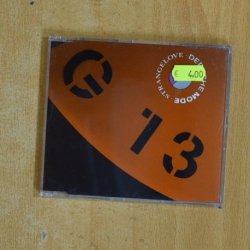 STRANGELOVE · DEPECHE MODE
€ 4,00
13